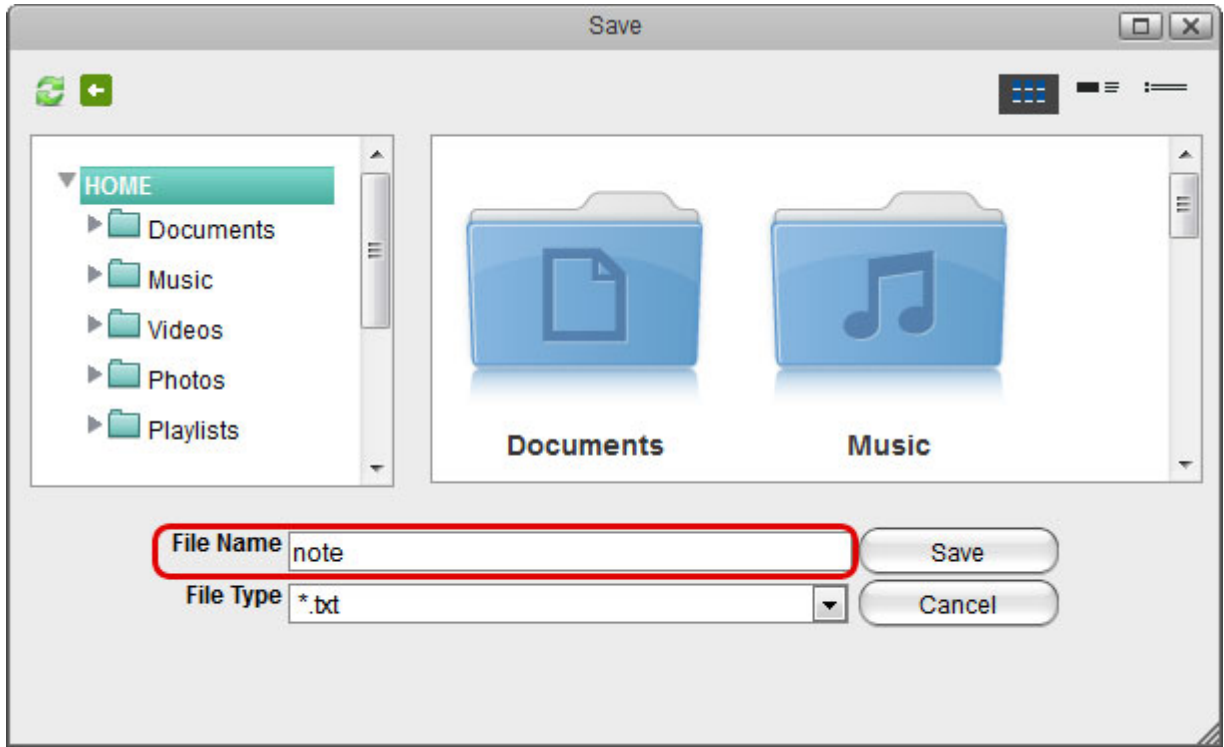 Save
HOME
Documents
Music
Videos
Photos
Playlists
Documents
Music
File Name
note
Save
File Type
*.txt
Cancel